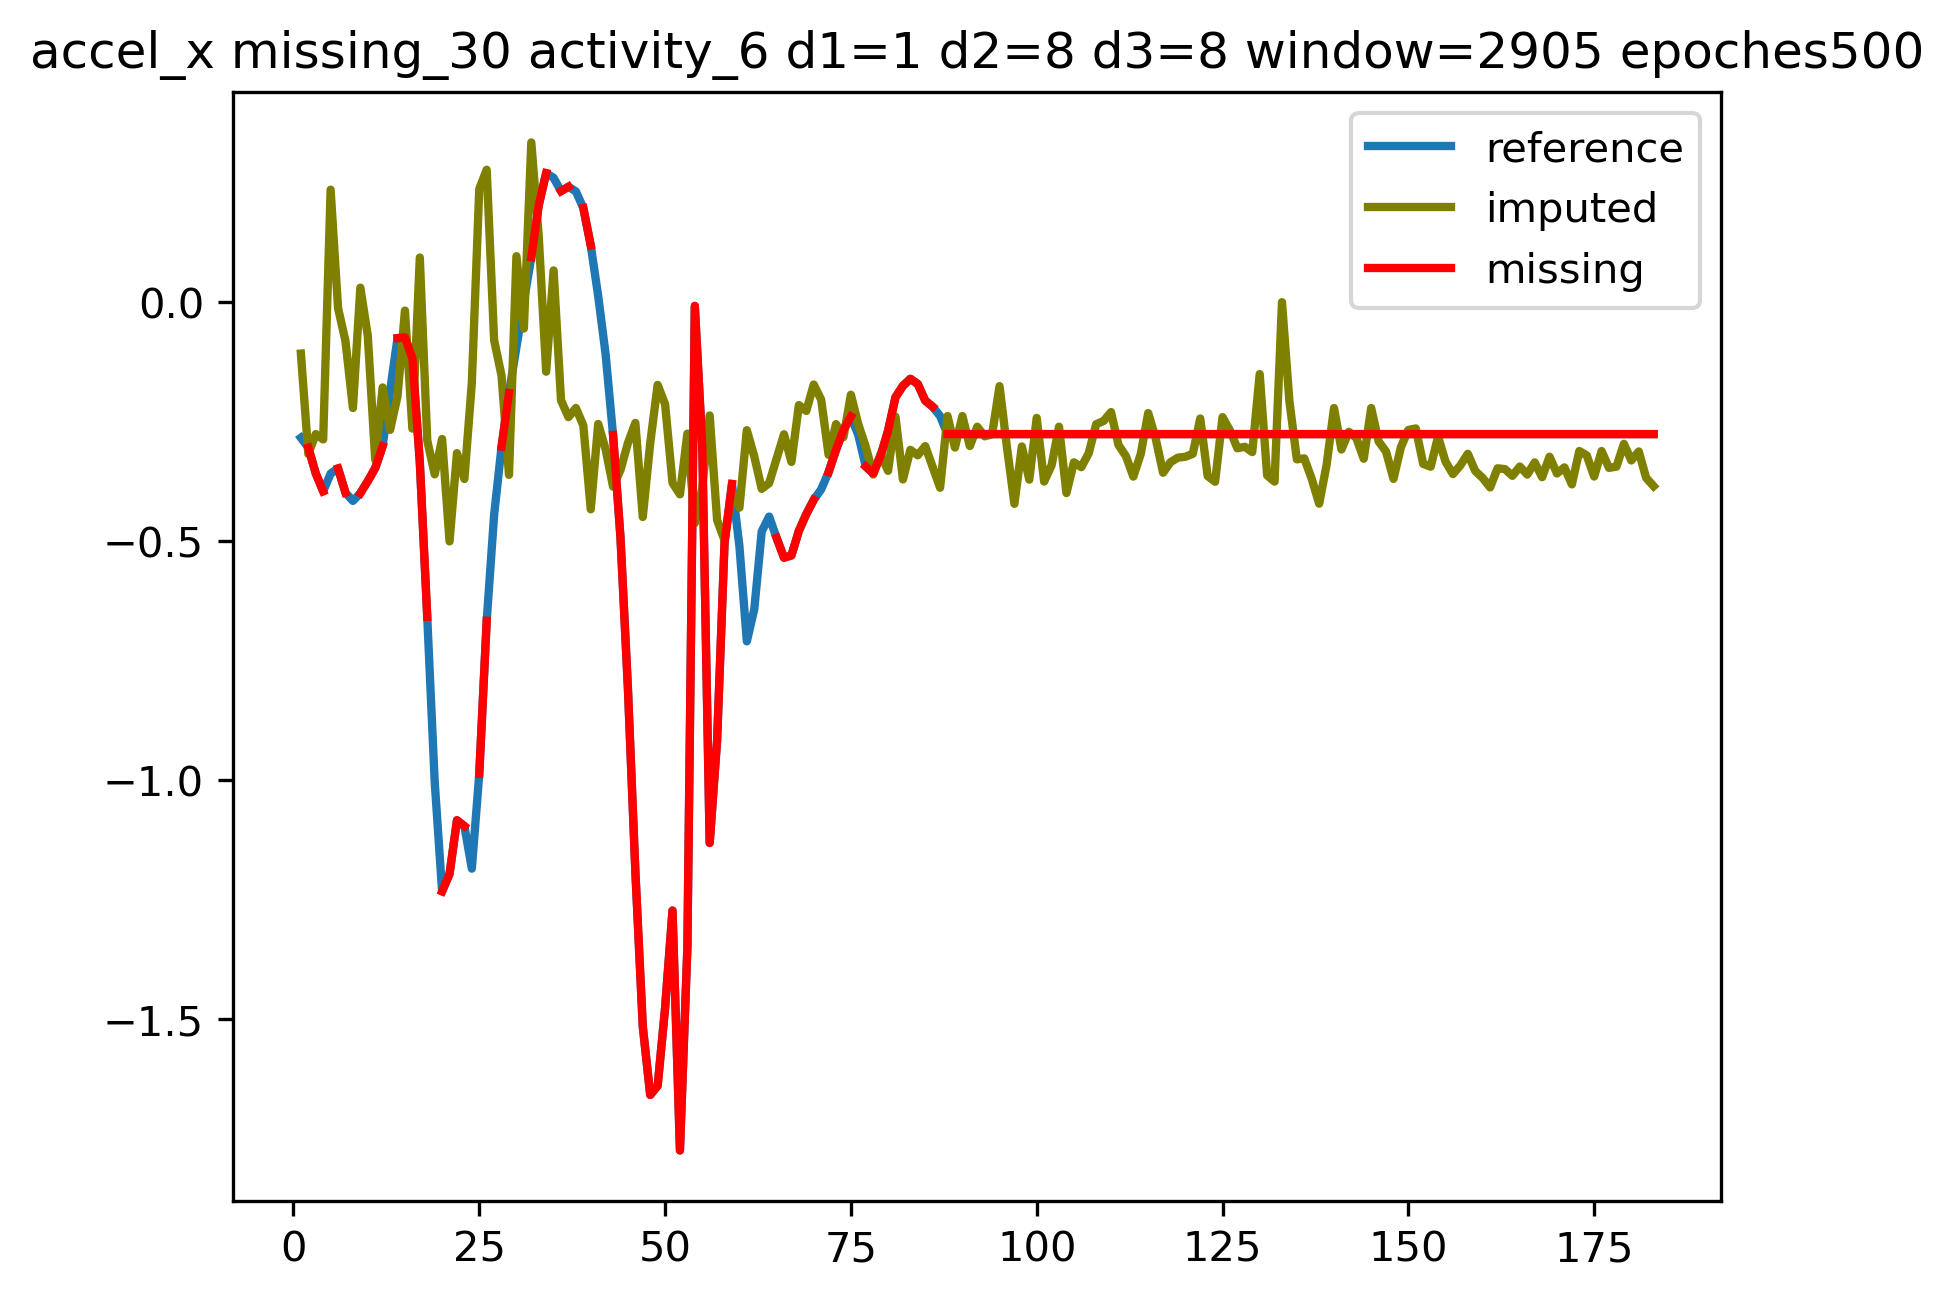 accel_x missing_30 activity_6 d1=1 d2=8 d3=8 window=2905 epoches500
reference
imputed
missing
0.0
−0.5
−1.0
−1.5
0 25 50 75 100 125 150 175